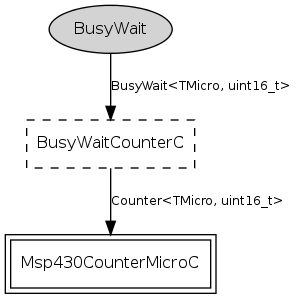 BusyWait
BusyWait<TMicro, uint16_t>
BusyWaitCounterC
Counter<TMicro, uint16_t>
Msp430CounterMicroC